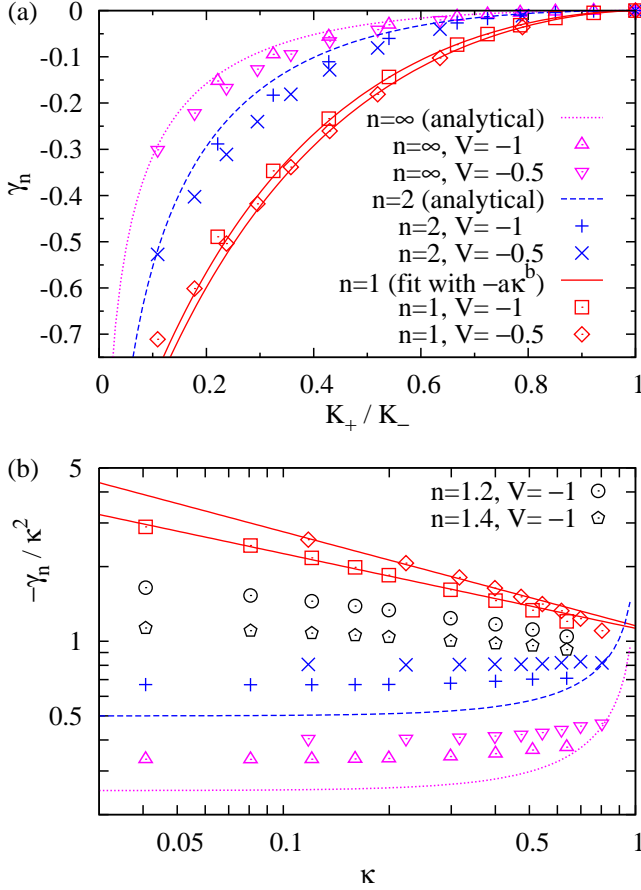 (a)
0
-0.1
-0.2
-0.3
-0.4
-0.5
-0.6
-0.7
γn
n=∞ (analytical)
n=∞, V= −1
n=∞, V= −0.5
n=2 (analytical)
n=2, V= −1
n=2, V= −0.5
n=1 (fit with −aκ^b)
n=1, V= −1
n=1, V= −0.5
0 0.2 0.4 0.6 0.8 1
K+ / K−
(b)
5
1
0.5
−γn / κ²
n=1.2, V= −1
n=1.4, V= −1
0.05 0.1 0.5 1
κ